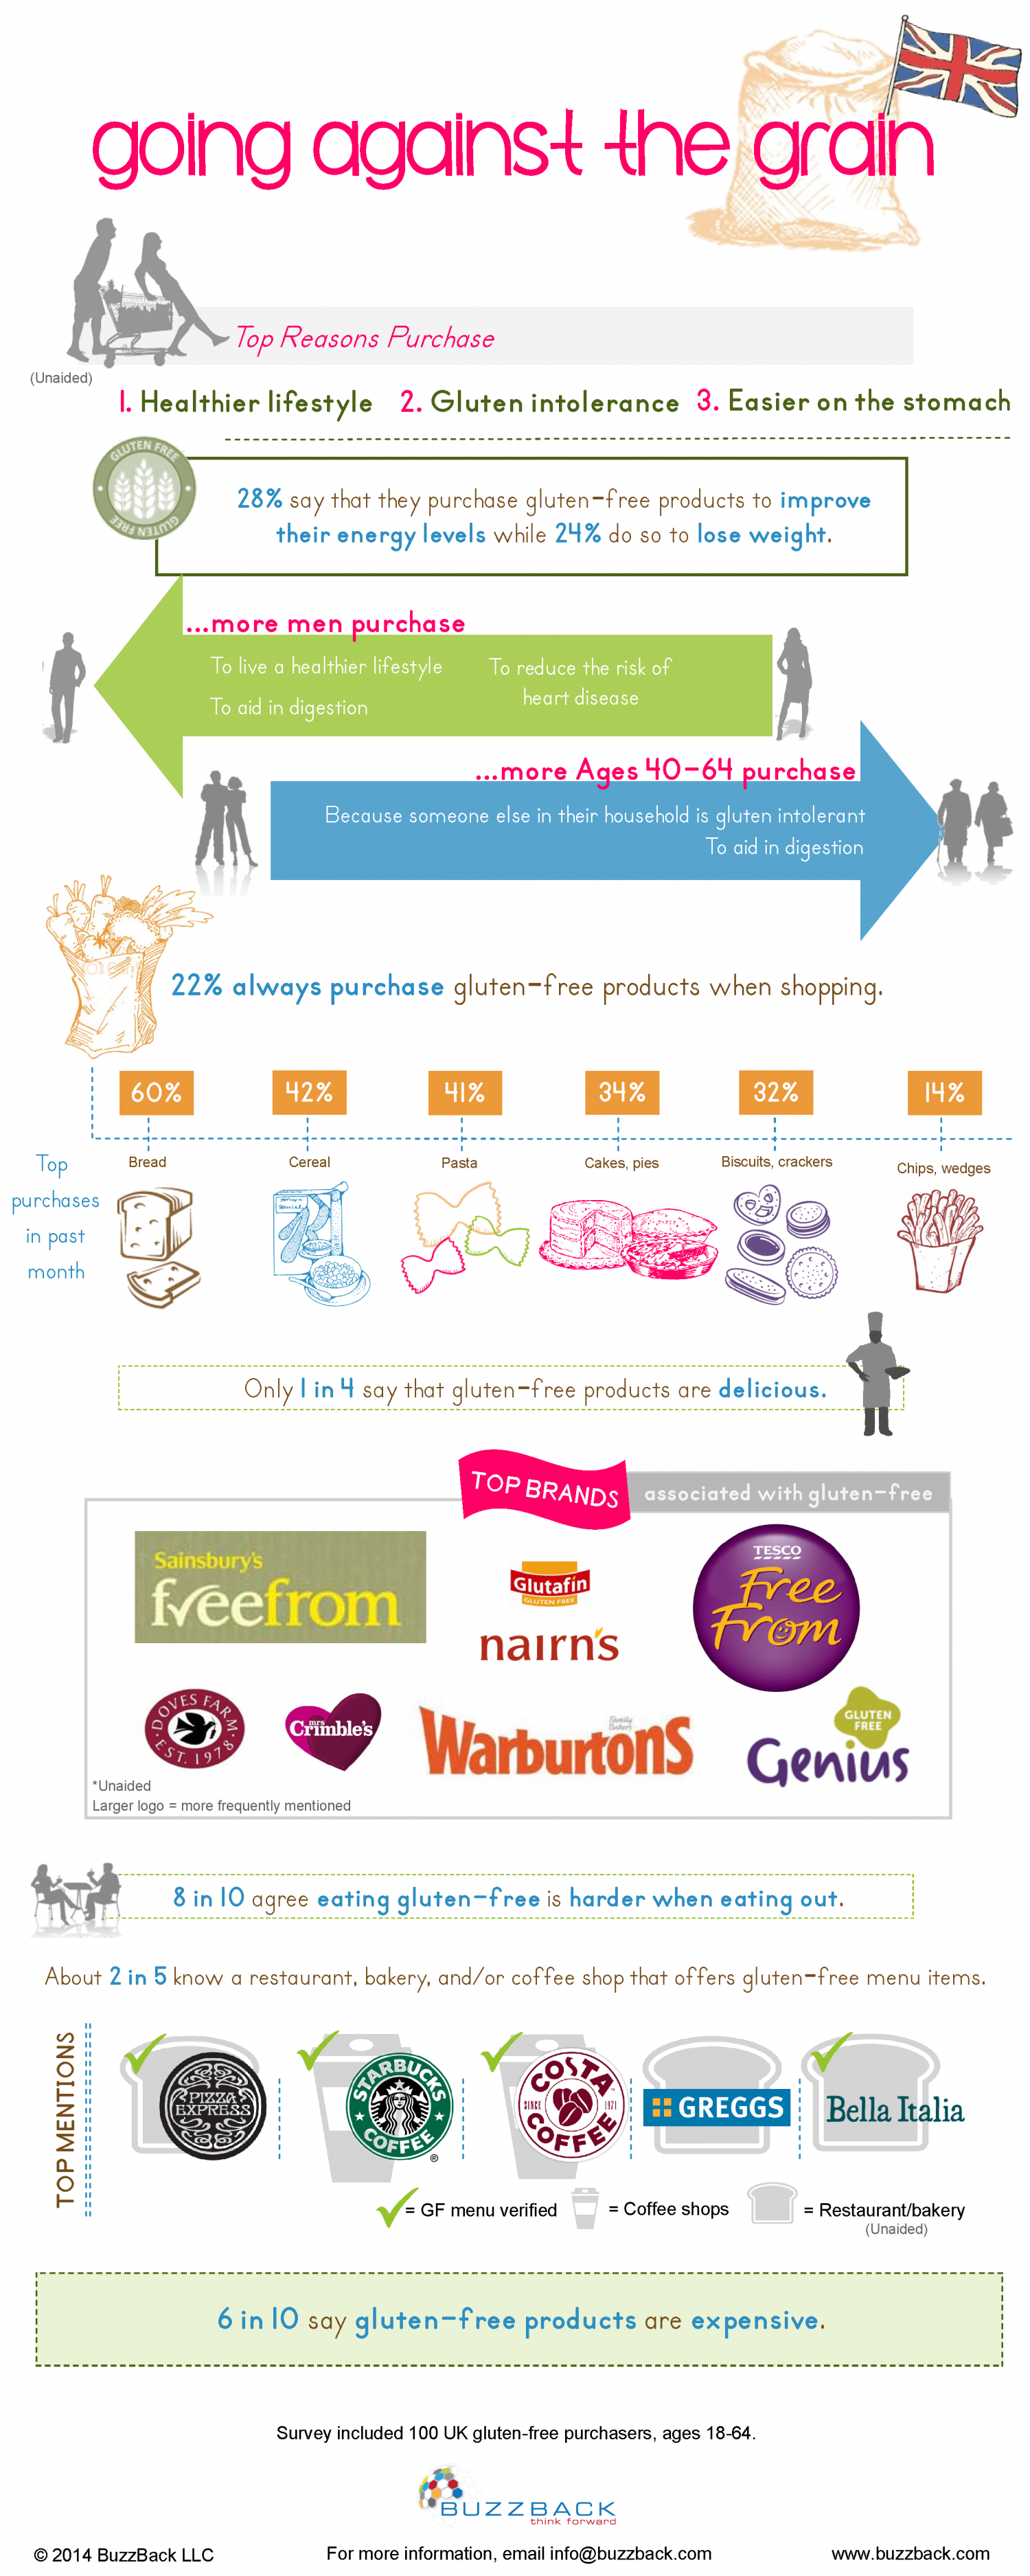 going against the grain
Top Reasons Purchase
(Unaided)
1. Healthier lifestyle 2. Gluten intolerance 3. Easier on the stomach
GLUTEN FREE
GLUTEN FREE
28% say that they purchase gluten-free products to improve
their energy levels while 24% do so to lose weight.
...more men purchase
To live a healthier lifestyle
To aid in digestion
To reduce the risk of
heart disease
...more Ages 40-64 purchase
Because someone else in their household is gluten intolerant
To aid in digestion
22% always purchase gluten-free products when shopping.
60% 42% 41% 34% 32% 14%
Bread Cereal Pasta Cakes, pies Biscuits, crackers Chips, wedges
Top
purchases
in past
month
Only 1 in 4 say that gluten-free products are delicious.
TOP BRANDS associated with gluten-free
Sainsbury's
freefrom
Glutafin
GLUTEN FREE
nairn's
TESCO
Free
From
DOVES FARM
EST. 1978
mrs
Crimble's
Family
Bakers
Warburtons
GLUTEN
FREE
Genius
*Unaided
Larger logo = more frequently mentioned
8 in 10 agree eating gluten-free is harder when eating out.
About 2 in 5 know a restaurant, bakery, and/or coffee shop that offers gluten-free menu items.
TOP MENTIONS
PIZZA
EXPRESS
STARBUCKS
COFFEE
®
COSTA
SINCE 1971
COFFEE
GREGGS
Bella Italia
= GF menu verified = Coffee shops = Restaurant/bakery
(Unaided)
6 in 10 say gluten-free products are expensive.
Survey included 100 UK gluten-free purchasers, ages 18-64.
BUZZBACK
think forward
© 2014 BuzzBack LLC For more information, email info@buzzback.com www.buzzback.com